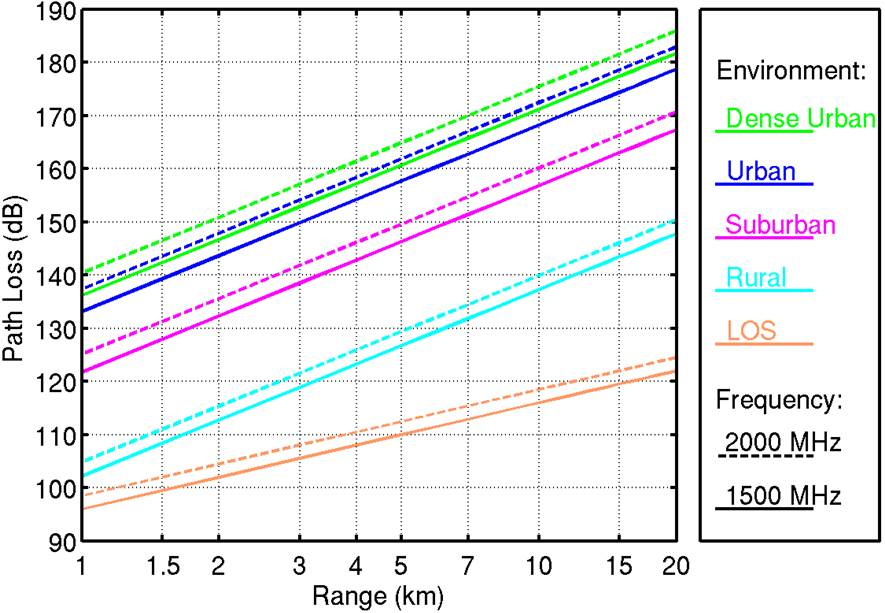 190
180
170
160
150
140
130
120
110
100
90
Path Loss (dB)
1 1.5 2 3 4 5 7 10 15 20
Range (km)
Environment:
Dense Urban
Urban
Suburban
Rural
LOS
Frequency:
2000 MHz
1500 MHz